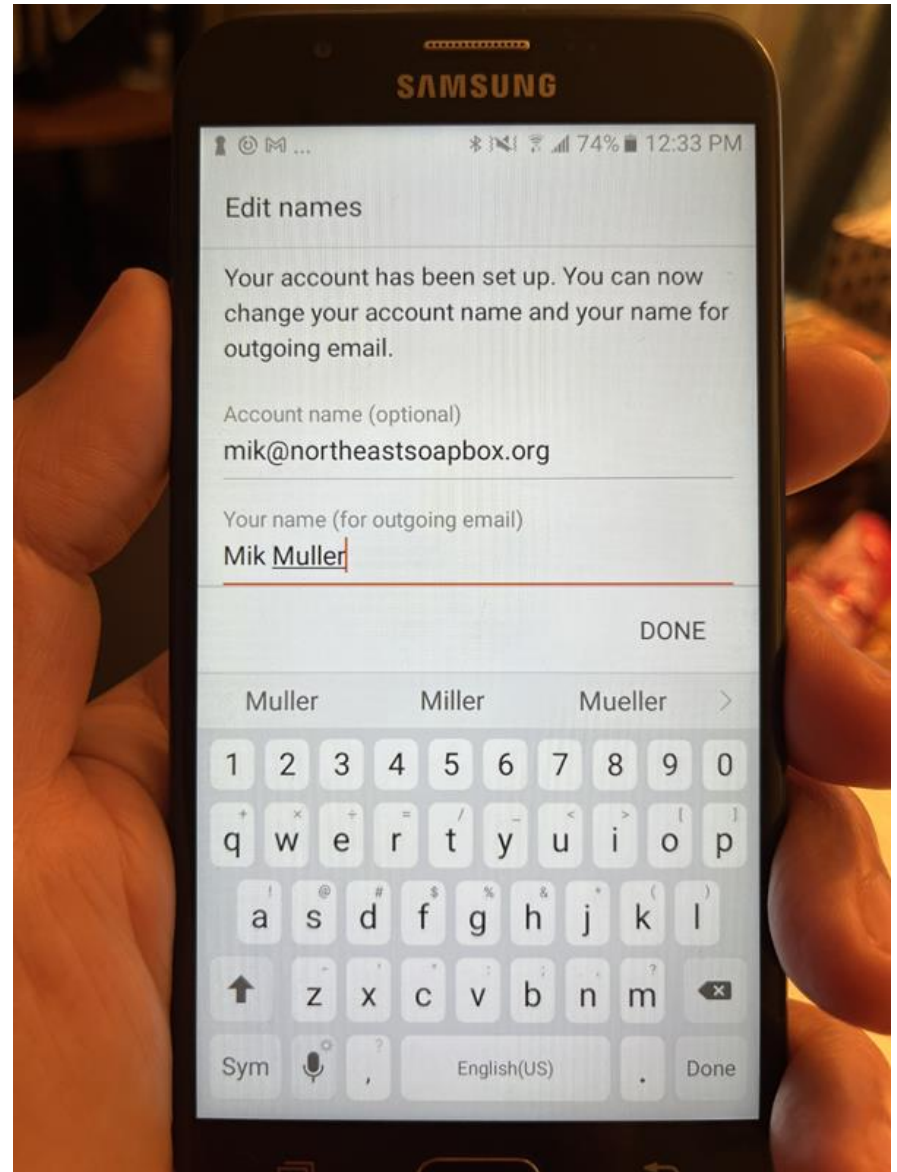 SAMSUNG
... 74% 12:33 PM
Edit names
Your account has been set up. You can now
change your account name and your name for
outgoing email.
Account name (optional)
mik@northeastsoapbox.org
Your name (for outgoing email)
Mik Muller
DONE
Muller Miller Mueller >
1 2 3 4 5 6 7 8 9 0
+ × ÷ = / _ < > [ ]
q w e r t y u i o p
! @ # $ % & * ( )
a s d f g h j k l
- ' " : ; , ?
z x c v b n m
?
Sym , English(US) . Done